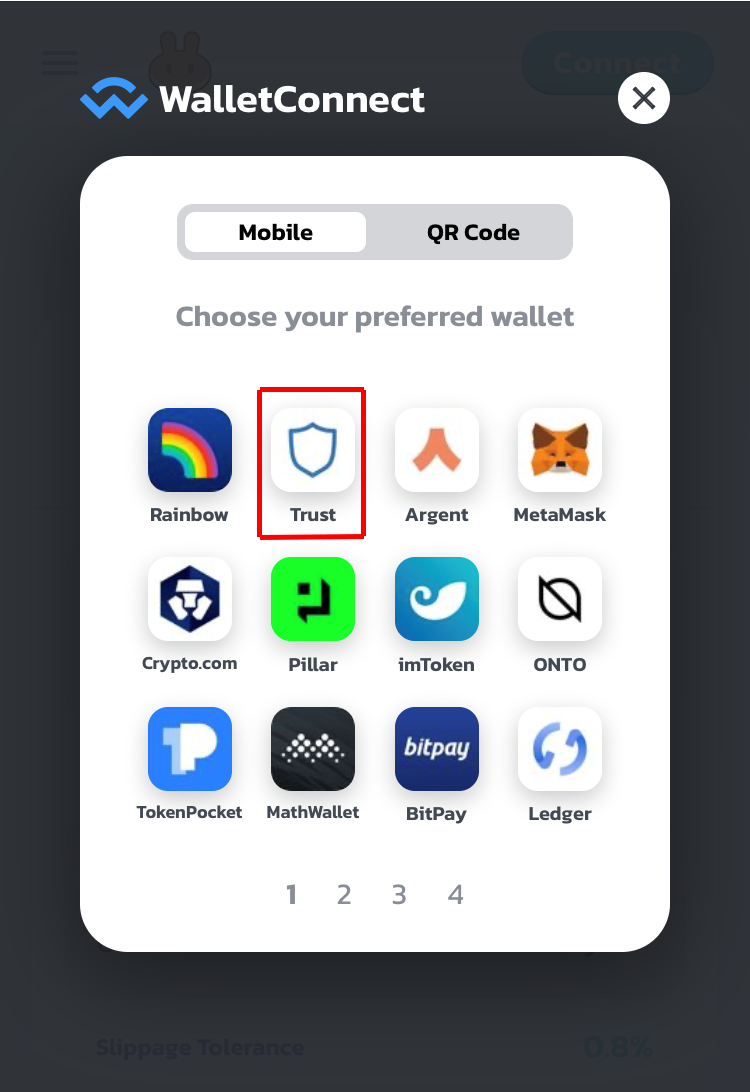 Connect
WalletConnect
Mobile QR Code
Choose your preferred wallet
Rainbow Trust Argent MetaMask
Crypto.com Pillar imToken ONTO
bitpay
TokenPocket MathWallet BitPay Ledger
1 2 3 4
Slippage Tolerance 0.8%